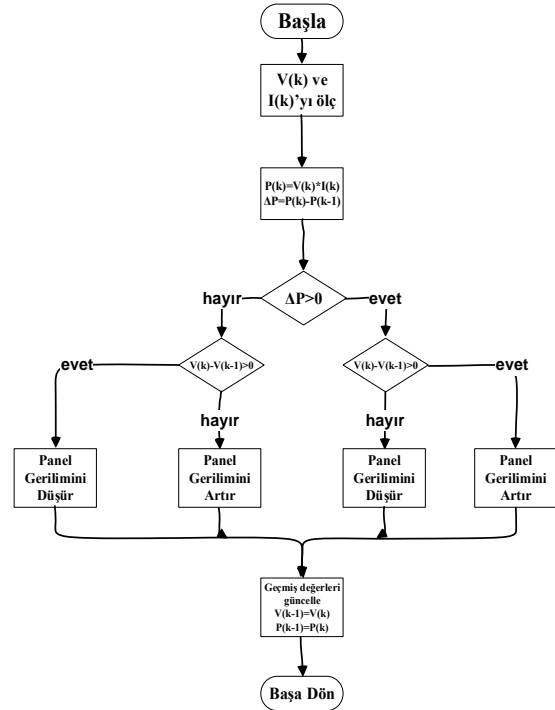 Başla
V(k) ve
I(k)’yı ölç
P(k)=V(k)*I(k)
ΔP=P(k)-P(k-1)
ΔP>0
hayır
evet
V(k)-V(k-1)>0
V(k)-V(k-1)>0
evet
evet
hayır
hayır
Panel
Gerilimini
Düşür
Panel
Gerilimini
Artır
Panel
Gerilimini
Düşür
Panel
Gerilimini
Artır
Geçmiş değerleri
güncelle
V(k-1)=V(k)
P(k-1)=P(k)
Başa Dön